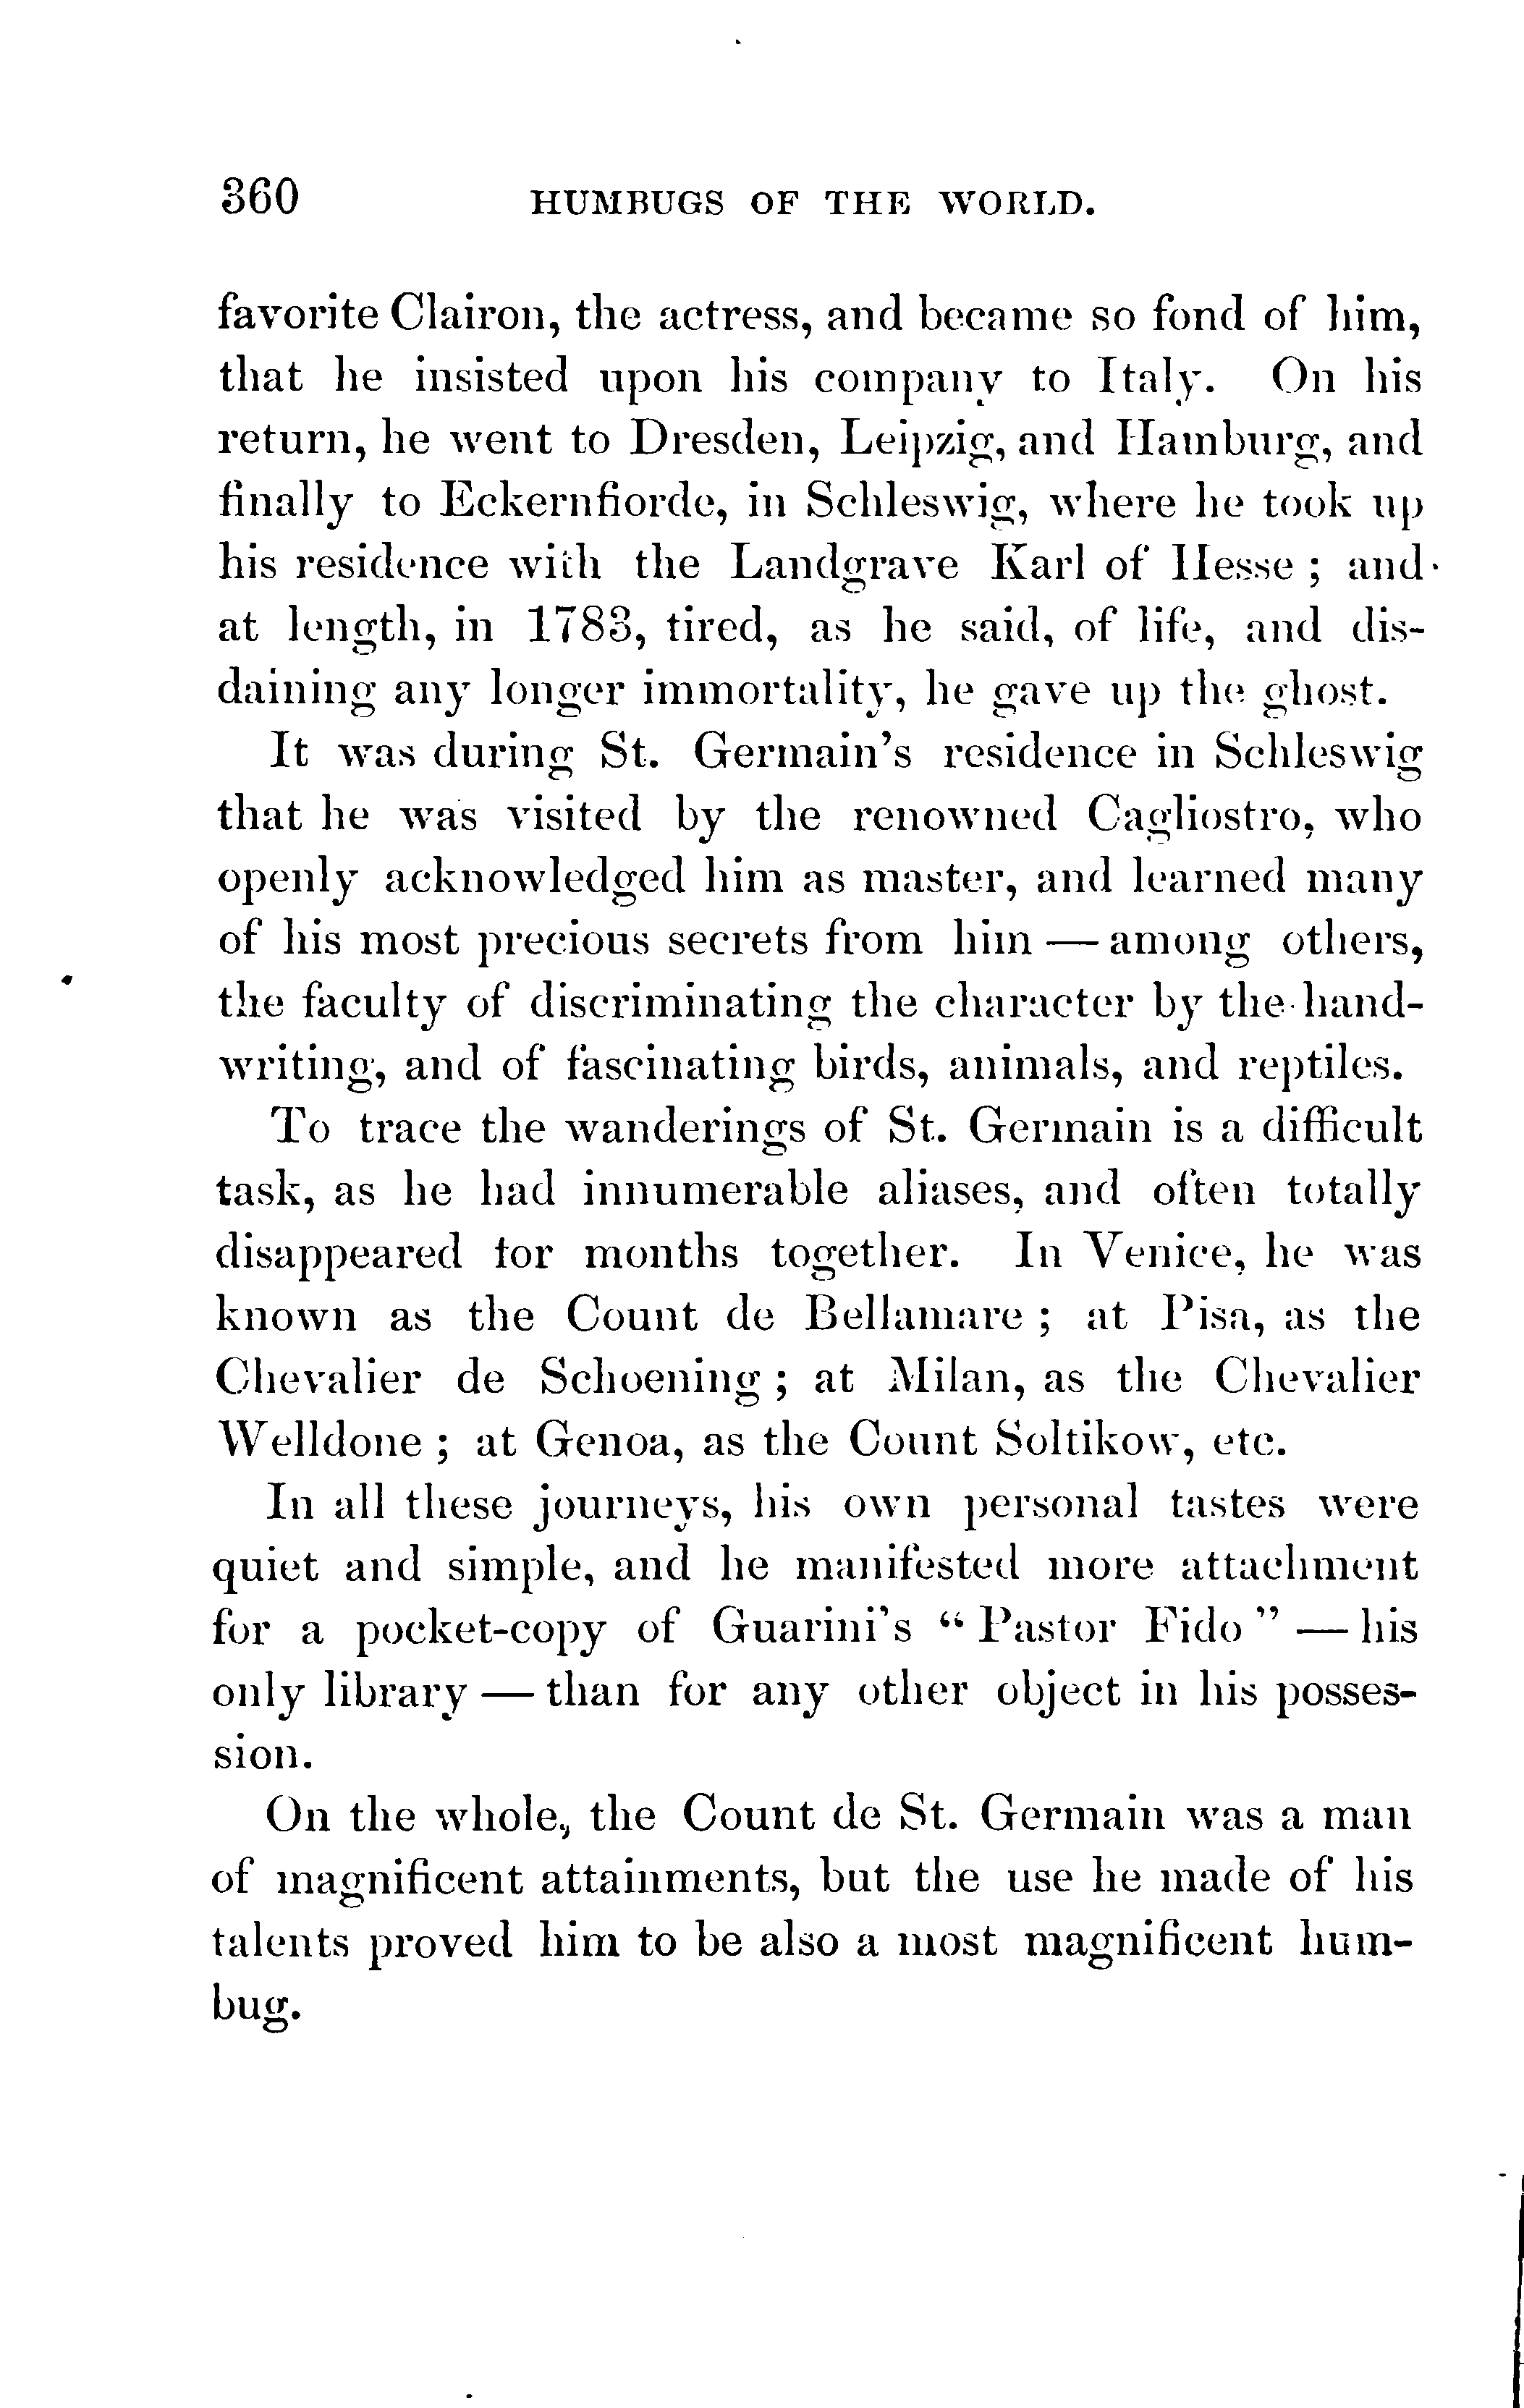 360 HUMBUGS OF THE WORLD.
favorite Clairon, the actress, and became so fond of him,
that he insisted upon his company to Italy. On his
return, he went to Dresden, Leipzig, and Hamburg, and
finally to Eckernfiorde, in Schleswig, where he took up
his residence with the Landgrave Karl of Hesse ; and
at length, in 1783, tired, as he said, of life, and dis-
daining any longer immortality, he gave up the ghost.
It was during St. Germain's residence in Schleswig
that he was visited by the renowned Cagliostro, who
openly acknowledged him as master, and learned many
of his most precious secrets from him — among others,
the faculty of discriminating the character by the hand-
writing, and of fascinating birds, animals, and reptiles.
To trace the wanderings of St. Germain is a difficult
task, as he had innumerable aliases, and often totally
disappeared for months together. In Venice, he was
known as the Count de Bellamare ; at Pisa, as the
Chevalier de Schoening ; at Milan, as the Chevalier
Welldone ; at Genoa, as the Count Soltikow, etc.
In all these journeys, his own personal tastes were
quiet and simple, and he manifested more attachment
for a pocket-copy of Guarini's “ Pastor Fido ” — his
only library — than for any other object in his posses-
sion.
On the whole, the Count de St. Germain was a man
of magnificent attainments, but the use he made of his
talents proved him to be also a most magnificent hum-
bug.